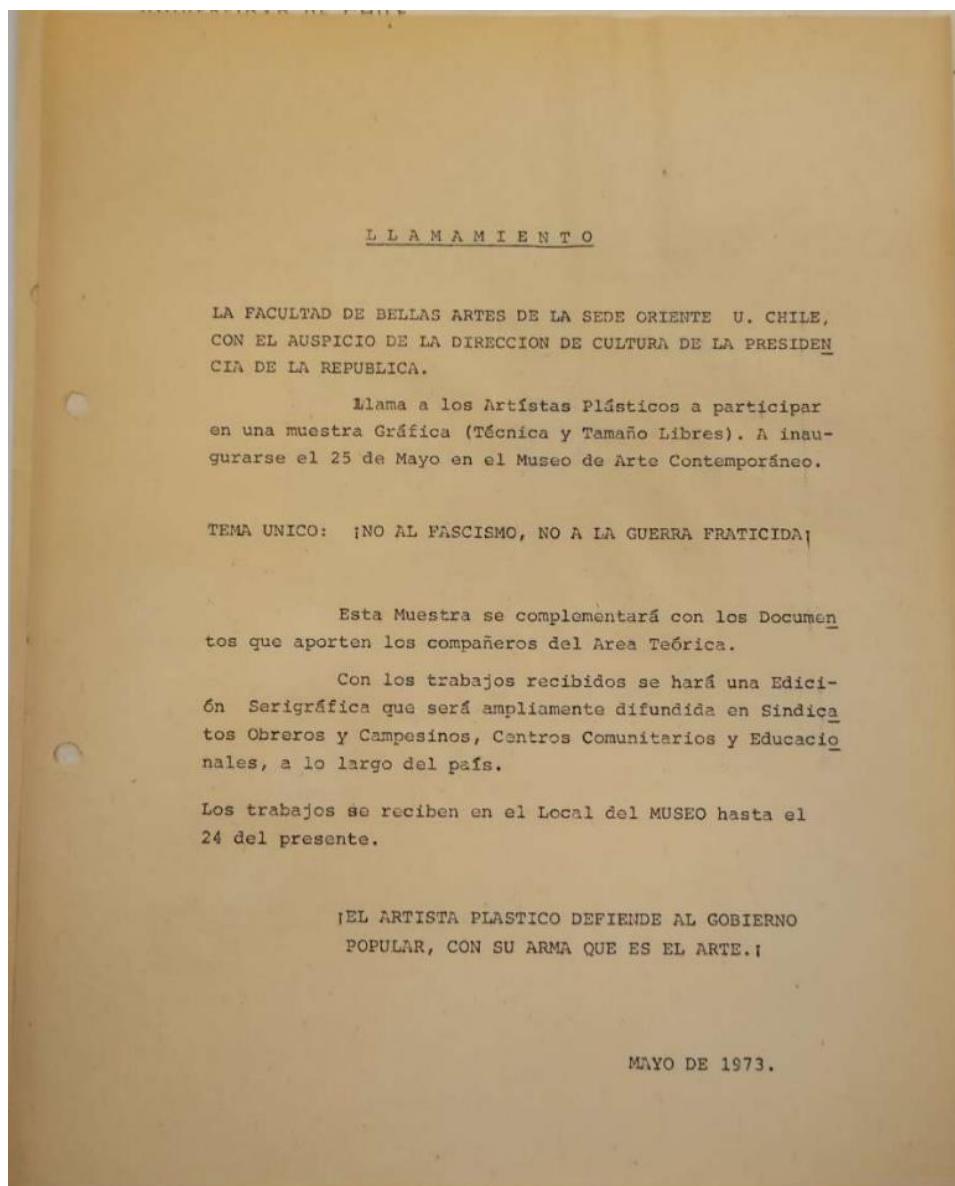 L L A M A M I E N T O
LA FACULTAD DE BELLAS ARTES DE LA SEDE ORIENTE U. CHILE,
CON EL AUSPICIO DE LA DIRECCION DE CULTURA DE LA PRESIDEN
CIA DE LA REPUBLICA.
Llama a los Artístas Plásticos a participar
en una muestra Gráfica (Técnica y Tamaño Libres). A inau-
gurarse el 25 de Mayo en el Museo de Arte Contemporáneo.
TEMA UNICO: ¡NO AL FASCISMO, NO A LA GUERRA FRATICIDA¡
Esta Muestra se complementará con los Documen
tos que aporten los compañeros del Area Teórica.
Con los trabajos recibidos se hará una Edici-
ón Serigráfica que será ampliamente difundida en Sindica
tos Obreros y Campesinos, Centros Comunitarios y Educacio
nales, a lo largo del país.
Los trabajos se reciben en el Local del MUSEO hasta el
24 del presente.
¡EL ARTISTA PLASTICO DEFIENDE AL GOBIERNO
POPULAR, CON SU ARMA QUE ES EL ARTE.¡
MAYO DE 1973.